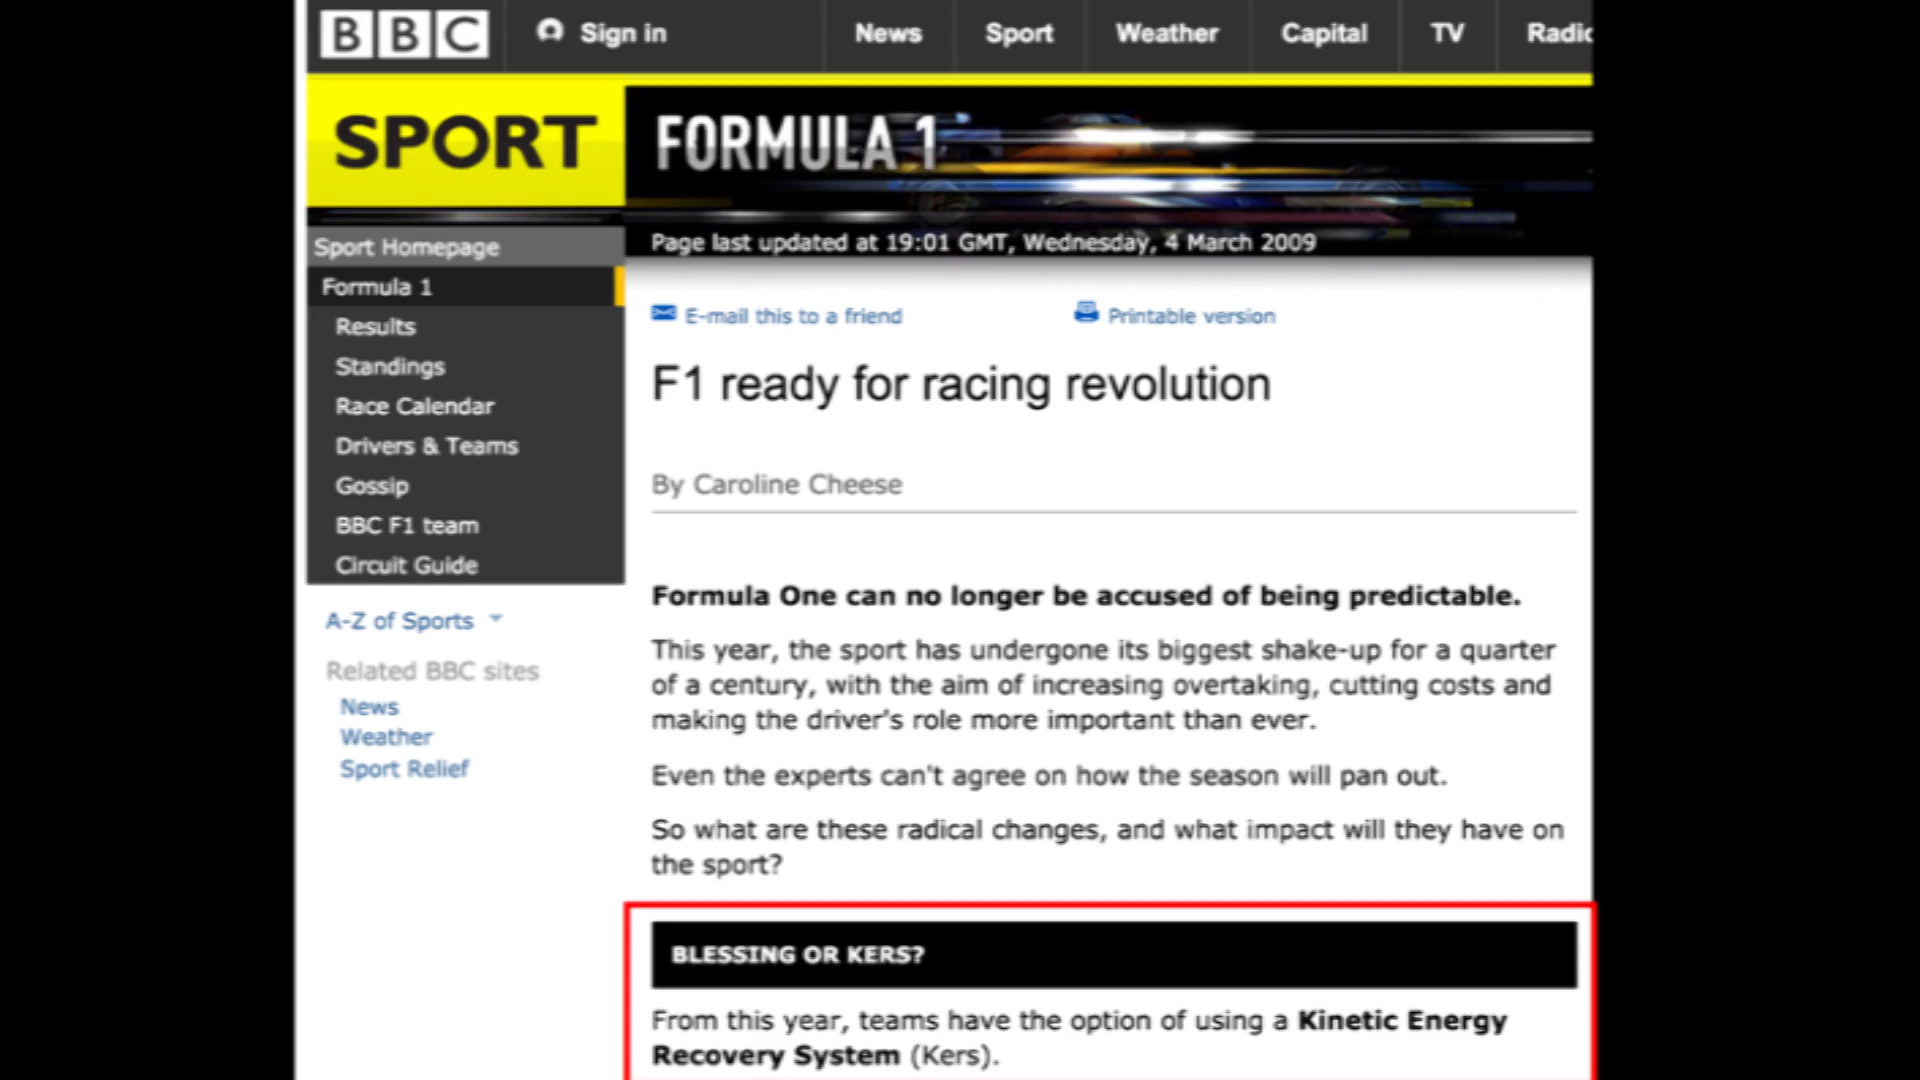 BBC Sign in News Sport Weather Capital TV Radio
SPORT
FORMULA 1
Page last updated at 19:01 GMT, Wednesday, 4 March 2009
Sport Homepage
Formula 1
Results
Standings
Race Calendar
Drivers & Teams
Gossip
BBC F1 team
Circuit Guide
A-Z of Sports
Related BBC sites
News
Weather
Sport Relief
E-mail this to a friend
Printable version
F1 ready for racing revolution
By Caroline Cheese
Formula One can no longer be accused of being predictable.
This year, the sport has undergone its biggest shake-up for a quarter
of a century, with the aim of increasing overtaking, cutting costs and
making the driver's role more important than ever.
Even the experts can't agree on how the season will pan out.
So what are these radical changes, and what impact will they have on
the sport?
BLESSING OR KERS?
From this year, teams have the option of using a Kinetic Energy
Recovery System (Kers).